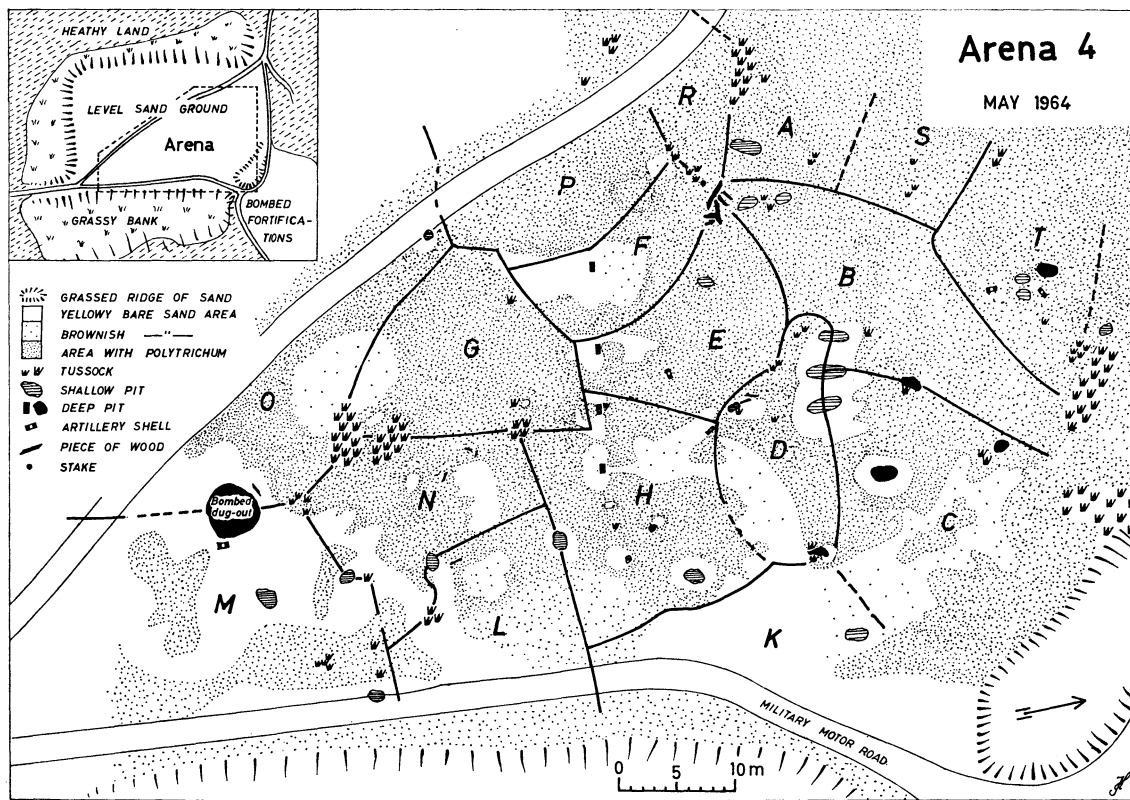 HEATHY LAND
LEVEL SAND GROUND
Arena
GRASSY BANK
BOMBED
FORTIFICA-
TIONS
Arena 4
MAY 1964
GRASSED RIDGE OF SAND
YELLOWY BARE SAND AREA
BROWNISH —"—
AREA WITH POLYTRICHUM
TUSSOCK
SHALLOW PIT
DEEP PIT
ARTILLERY SHELL
PIECE OF WOOD
STAKE
R
A
S
P
F
T
B
G
E
O
D
N
H
C
Bombed
dug-out
M
L
K
MILITARY MOTOR ROAD
0 5 10 m